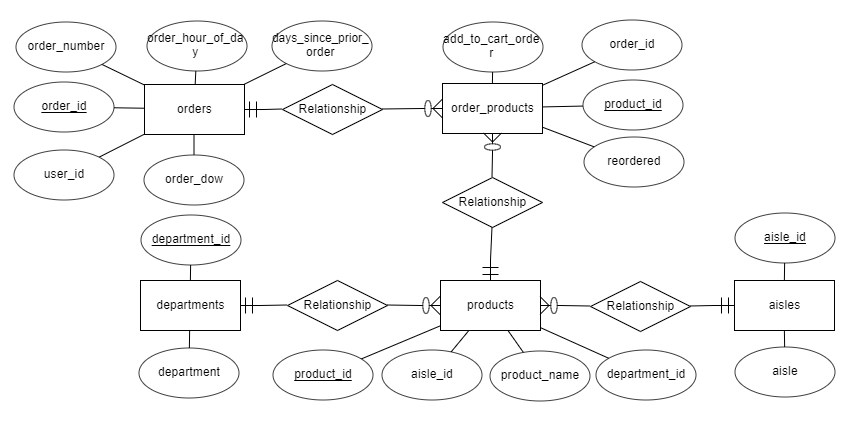 order_number
order_hour_of_da
y
days_since_prior_
order
add_to_cart_orde
r
order_id
order_id
orders
Relationship
order_products
product_id
user_id
order_dow
reordered
Relationship
department_id
aisle_id
departments
Relationship
products
Relationship
aisles
department
product_id
aisle_id
product_name
department_id
aisle